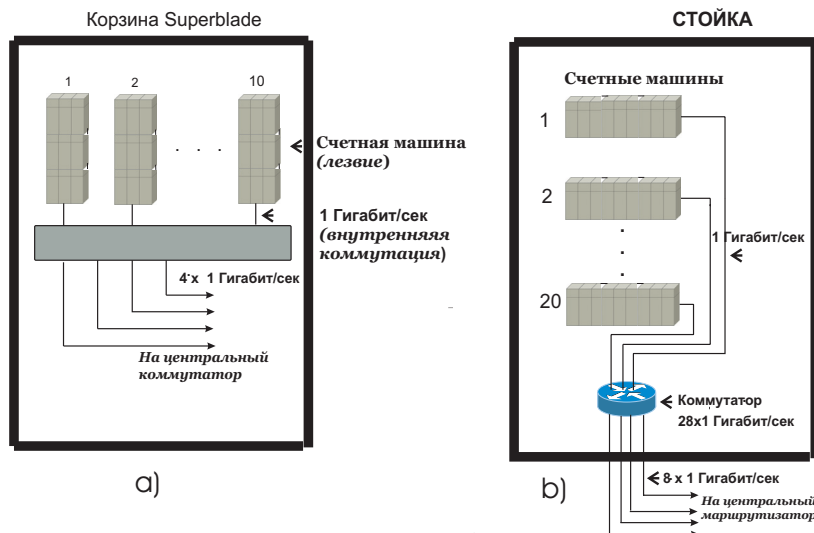 Корзина Superblade
1 2 10
. . .
Счетная машина
(лезвие)
1 Гигабит/сек
(внутренняя
коммутация)
4 x 1 Гигабит/сек
На центральный
коммутатор
a)
СТОЙКА
Счетные машины
1
2
20
1 Гигабит/сек
Коммутатор
28x1 Гигабит/сек
8 x 1 Гигабит/сек
На центральный
маршрутизатор
b)